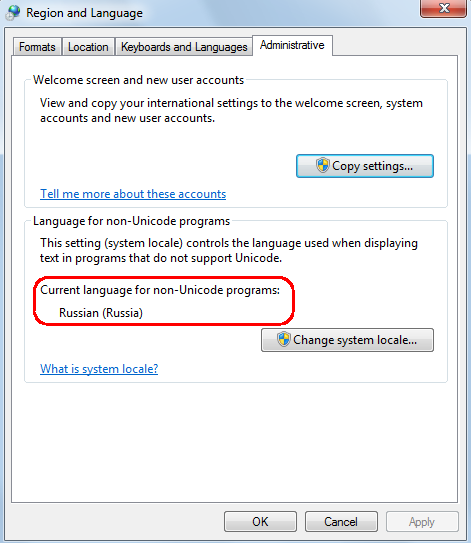 Region and Language
Formats Location Keyboards and Languages Administrative
Welcome screen and new user accounts
View and copy your international settings to the welcome screen, system
accounts and new user accounts.
Copy settings...
Tell me more about these accounts
Language for non-Unicode programs
This setting (system locale) controls the language used when displaying
text in programs that do not support Unicode.
Current language for non-Unicode programs:
Russian (Russia)
Change system locale...
What is system locale?
OK Cancel Apply